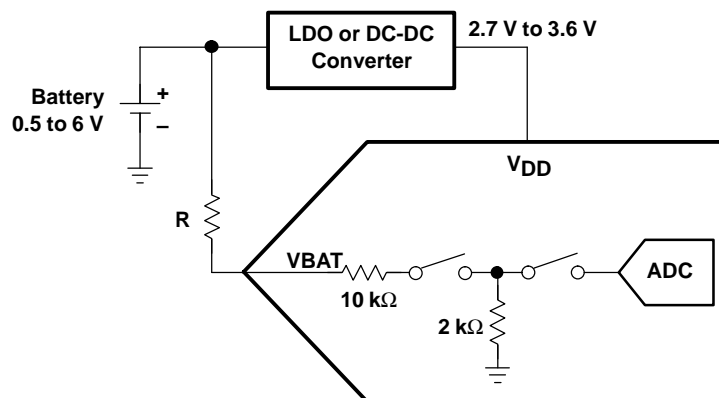 LDO or DC-DC
Converter
2.7 V to 3.6 V
Battery
0.5 to 6 V
+
−
VDD
R
VBAT
10 kΩ
2 kΩ
ADC